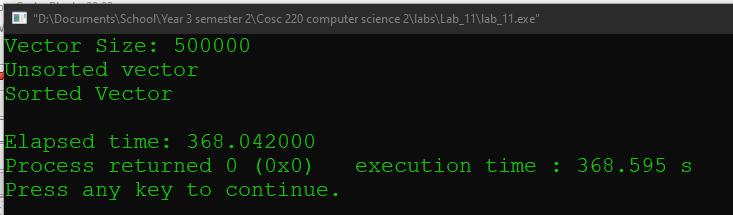 "D:\Documents\School\Year 3 semester 2\Cosc 220 computer science 2\labs\Lab_11\lab_11.exe"
Vector Size: 500000
Unsorted vector
Sorted Vector
Elapsed time: 368.042000
Process returned 0 (0x0)   execution time : 368.595 s
Press any key to continue.